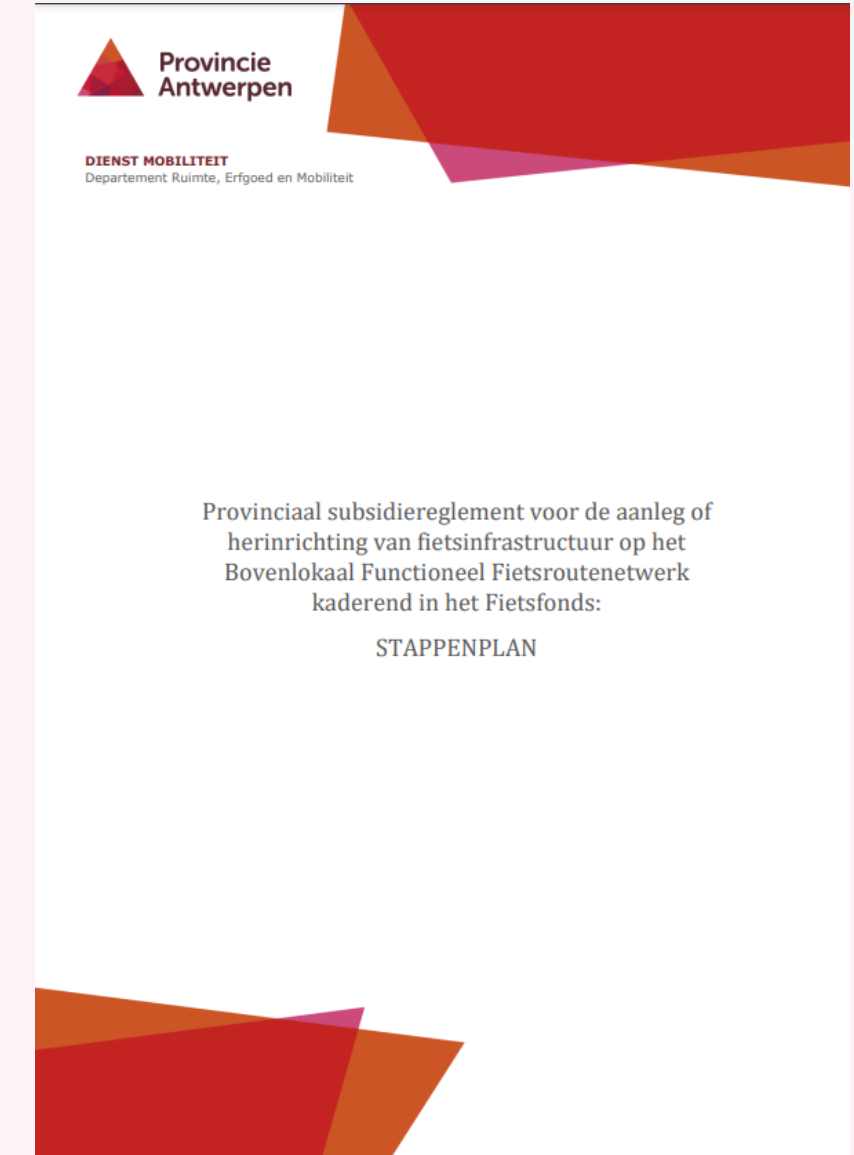 Provincie
Antwerpen
DIENST MOBILITEIT
Departement Ruimte, Erfgoed en Mobiliteit
Provinciaal subsidiereglement voor de aanleg of
herinrichting van fietsinfrastructuur op het
Bovenlokaal Functioneel Fietsroutenetwerk
kaderend in het Fietsfonds:
STAPPENPLAN